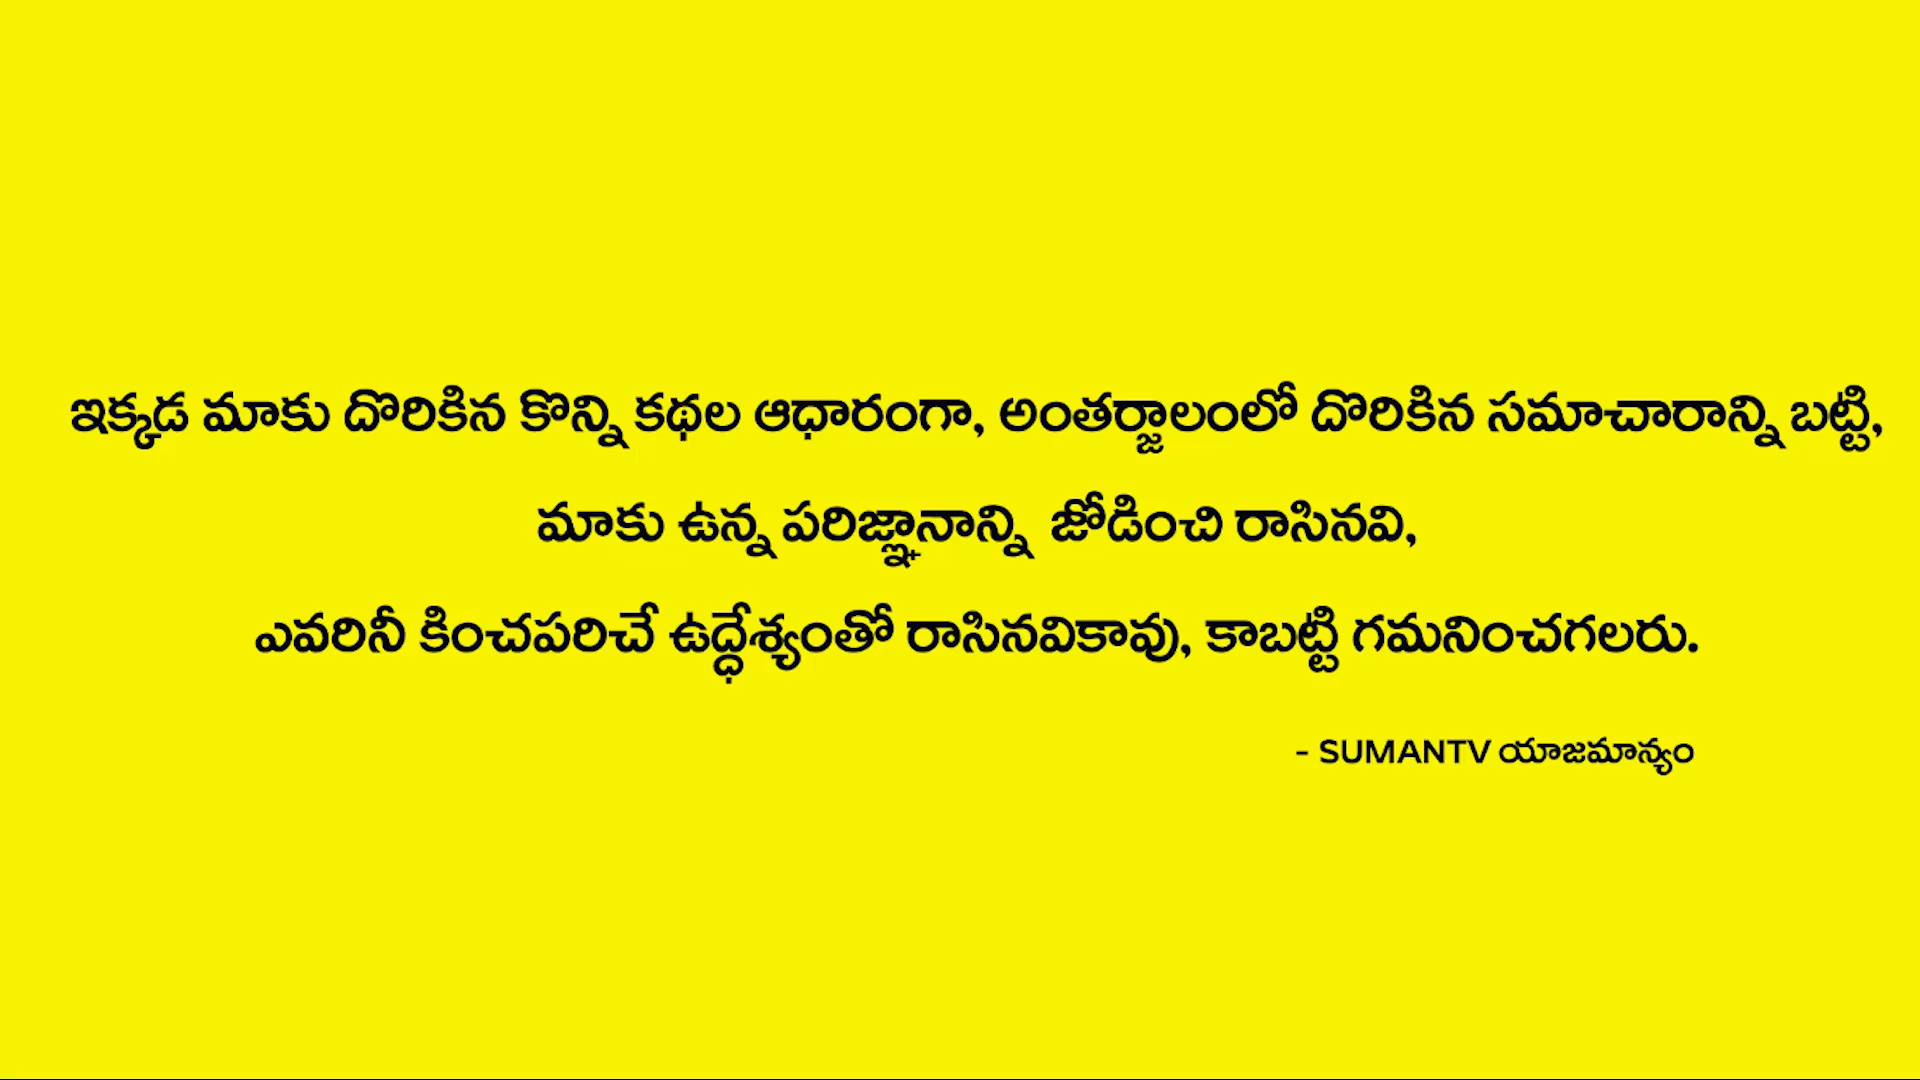 ఇక్కడ మాకు దొరికిన కొన్ని కథల ఆధారంగా, అంతర్జాలంలో దొరికిన సమాచారాన్ని బట్టి,
మాకు ఉన్న పరిజ్ఞానాన్ని జోడించి రాసినవి,
ఎవరినీ కించపరిచే ఉద్ధేశ్యంతో రాసినవికావు, కాబట్టి గమనించగలరు.
- SUMANTV యాజమాన్యం